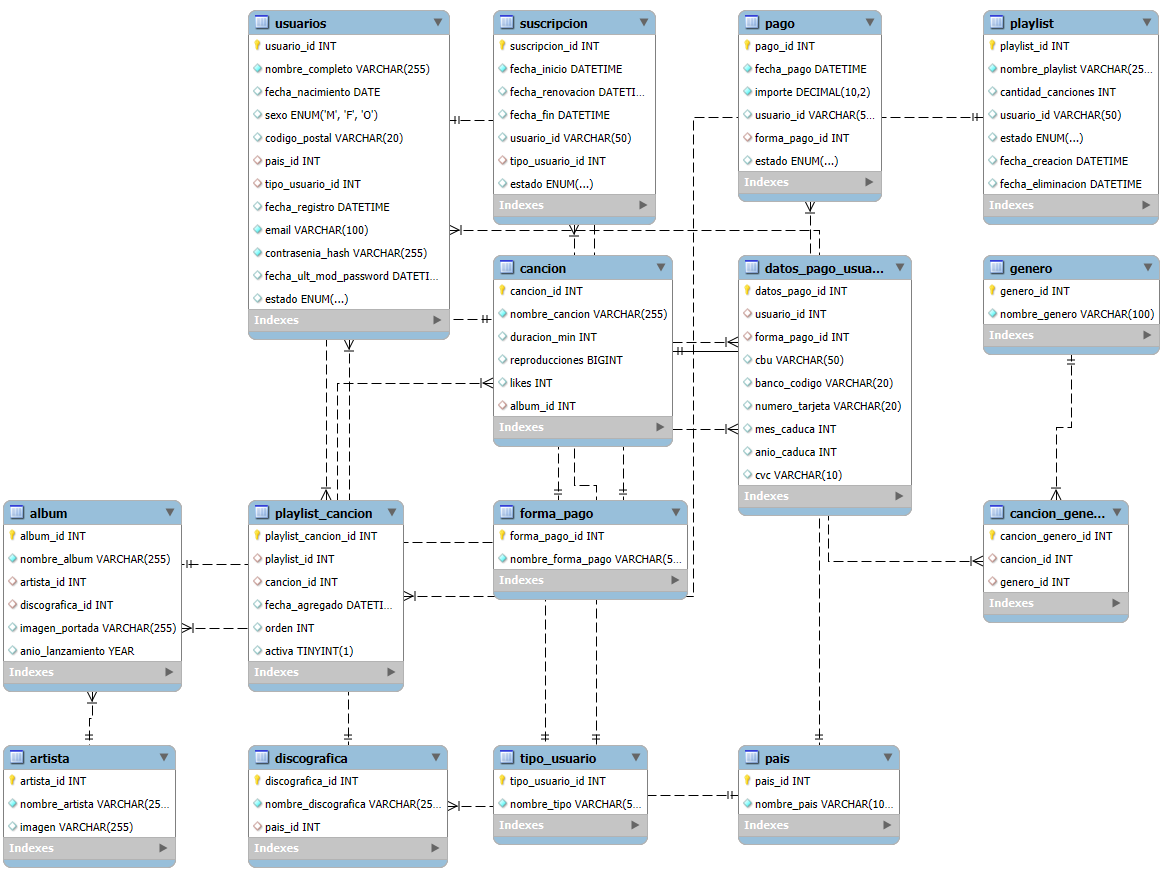 usuarios
usuario_id INT
nombre_completo VARCHAR(255)
fecha_nacimiento DATE
sexo ENUM('M', 'F', 'O')
codigo_postal VARCHAR(20)
pais_id INT
tipo_usuario_id INT
fecha_registro DATETIME
email VARCHAR(100)
contrasenia_hash VARCHAR(255)
fecha_ult_mod_password DATETI...
estado ENUM(...)
Indexes
suscripcion
suscripcion_id INT
fecha_inicio DATETIME
fecha_renovacion DATETI...
fecha_fin DATETIME
usuario_id VARCHAR(50)
tipo_usuario_id INT
estado ENUM(...)
Indexes
pago
pago_id INT
fecha_pago DATETIME
importe DECIMAL(10,2)
usuario_id VARCHAR(5...
forma_pago_id INT
estado ENUM(...)
Indexes
playlist
playlist_id INT
nombre_playlist VARCHAR(25...
cantidad_canciones INT
usuario_id VARCHAR(50)
estado ENUM(...)
fecha_creacion DATETIME
fecha_eliminacion DATETIME
Indexes
cancion
cancion_id INT
nombre_cancion VARCHAR(255)
duracion_min INT
reproducciones BIGINT
likes INT
album_id INT
Indexes
datos_pago_usua...
datos_pago_id INT
usuario_id INT
forma_pago_id INT
cbu VARCHAR(50)
banco_codigo VARCHAR(20)
numero_tarjeta VARCHAR(20)
mes_caduca INT
anio_caduca INT
cvc VARCHAR(10)
Indexes
genero
genero_id INT
nombre_genero VARCHAR(100)
Indexes
album
album_id INT
nombre_album VARCHAR(255)
artista_id INT
discografica_id INT
imagen_portada VARCHAR(255)
anio_lanzamiento YEAR
Indexes
playlist_cancion
playlist_cancion_id INT
playlist_id INT
cancion_id INT
fecha_agregado DATETI...
orden INT
activa TINYINT(1)
Indexes
forma_pago
forma_pago_id INT
nombre_forma_pago VARCHAR(5...
Indexes
cancion_gene...
cancion_genero_id INT
cancion_id INT
genero_id INT
Indexes
artista
artista_id INT
nombre_artista VARCHAR(25...
imagen VARCHAR(255)
Indexes
discografica
discografica_id INT
nombre_discografica VARCHAR(25...
pais_id INT
Indexes
tipo_usuario
tipo_usuario_id INT
nombre_tipo VARCHAR(5...
Indexes
pais
pais_id INT
nombre_pais VARCHAR(10...
Indexes